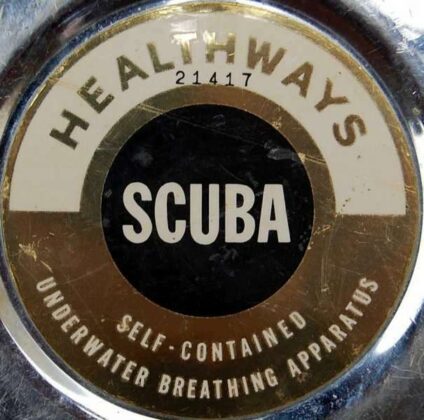 HEALTHWAYS
21417
SCUBA
SELF-CONTAINED
UNDERWATER BREATHING APPARATUS